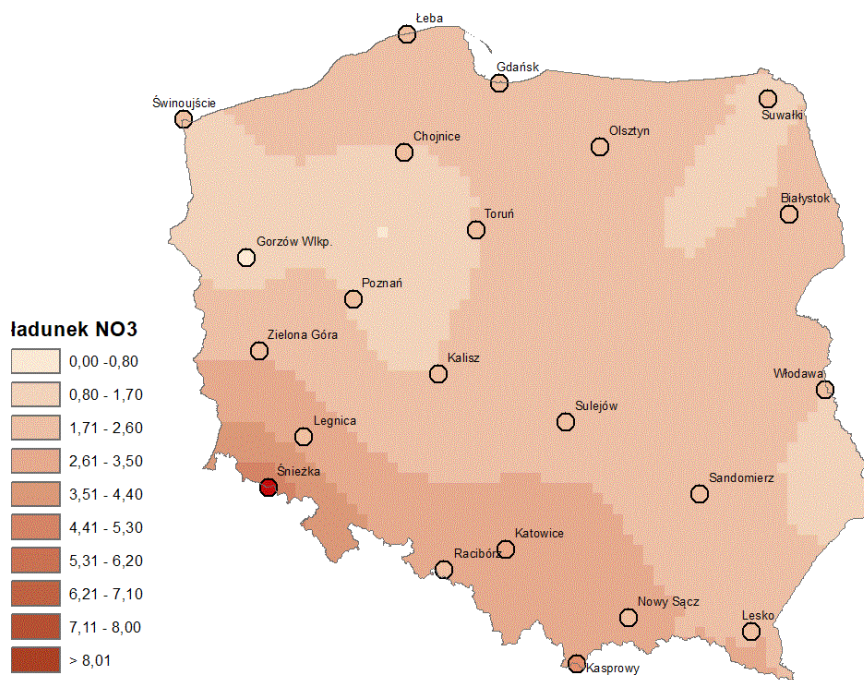 Łeba
Gdańsk
Świnoujście
Suwałki
Chojnice
Olsztyn
Białystok
Toruń
Gorzów Wlkp.
Poznań
ładunek NO3
Zielona Góra
0,00 -0,80
Kalisz
Włodawa
0,80 - 1,70
Sulejów
1,71 - 2,60
Legnica
2,61 - 3,50
Śnieżka
Sandomierz
3,51 - 4,40
4,41 - 5,30
Katowice
Racibórz
5,31 - 6,20
6,21 - 7,10
Nowy Sącz
Lesko
7,11 - 8,00
> 8,01
Kasprowy